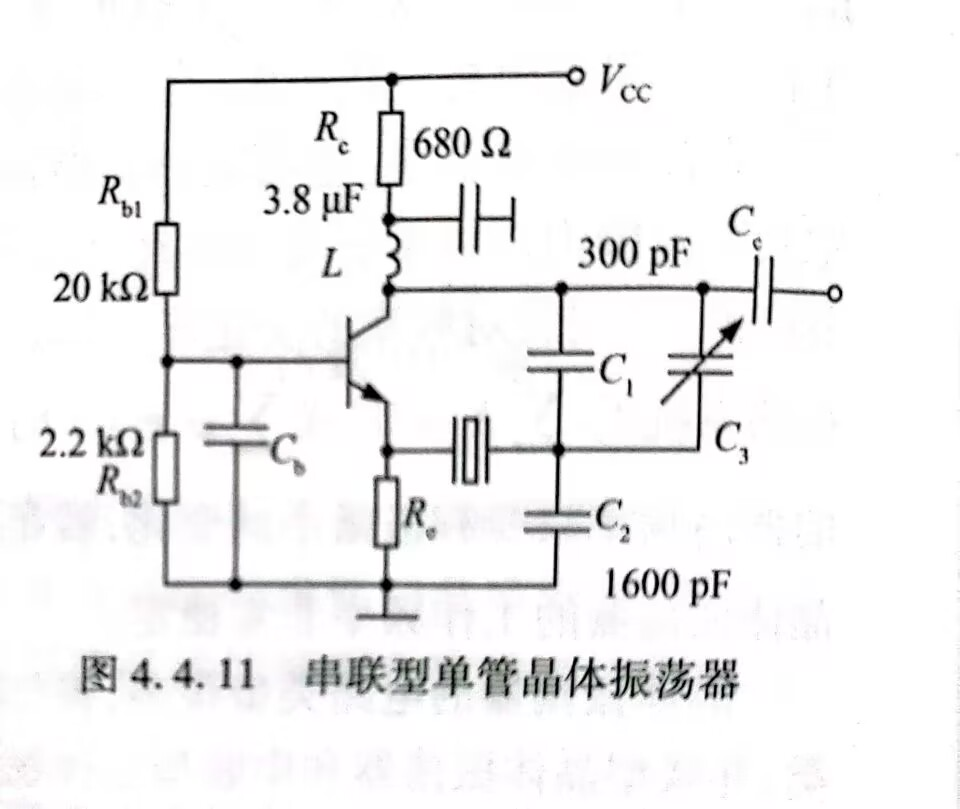 V_CC
R_c 680 Ω
3.8 μF
R_b1
L
300 pF
C_c
20 kΩ
C_1
2.2 kΩ
R_b2
C_b
C_3
R_e
C_2
1600 pF
图 4.4.11 串联型单管晶体振荡器